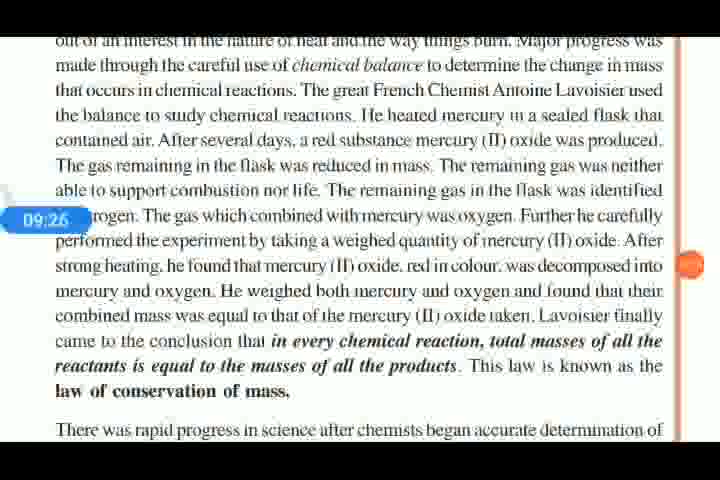 out of an interest in the nature of heat and the way things burn. Major progress was
made through the careful use of chemical balance to determine the change in mass
that occurs in chemical reactions. The great French Chemist Antoine Lavoisier used
the balance to study chemical reactions. He heated mercury in a sealed flask that
contained air. After several days, a red substance mercury (II) oxide was produced.
The gas remaining in the flask was reduced in mass. The remaining gas was neither
able to support combustion nor life. The remaining gas in the flask was identified
09:26 rogen. The gas which combined with mercury was oxygen. Further he carefully
performed the experiment by taking a weighed quantity of mercury (II) oxide. After
strong heating, he found that mercury (II) oxide, red in colour, was decomposed into
mercury and oxygen. He weighed both mercury and oxygen and found that their
combined mass was equal to that of the mercury (II) oxide taken. Lavoisier finally
came to the conclusion that in every chemical reaction, total masses of all the
reactants is equal to the masses of all the products. This law is known as the
law of conservation of mass.
There was rapid progress in science after chemists began accurate determination of